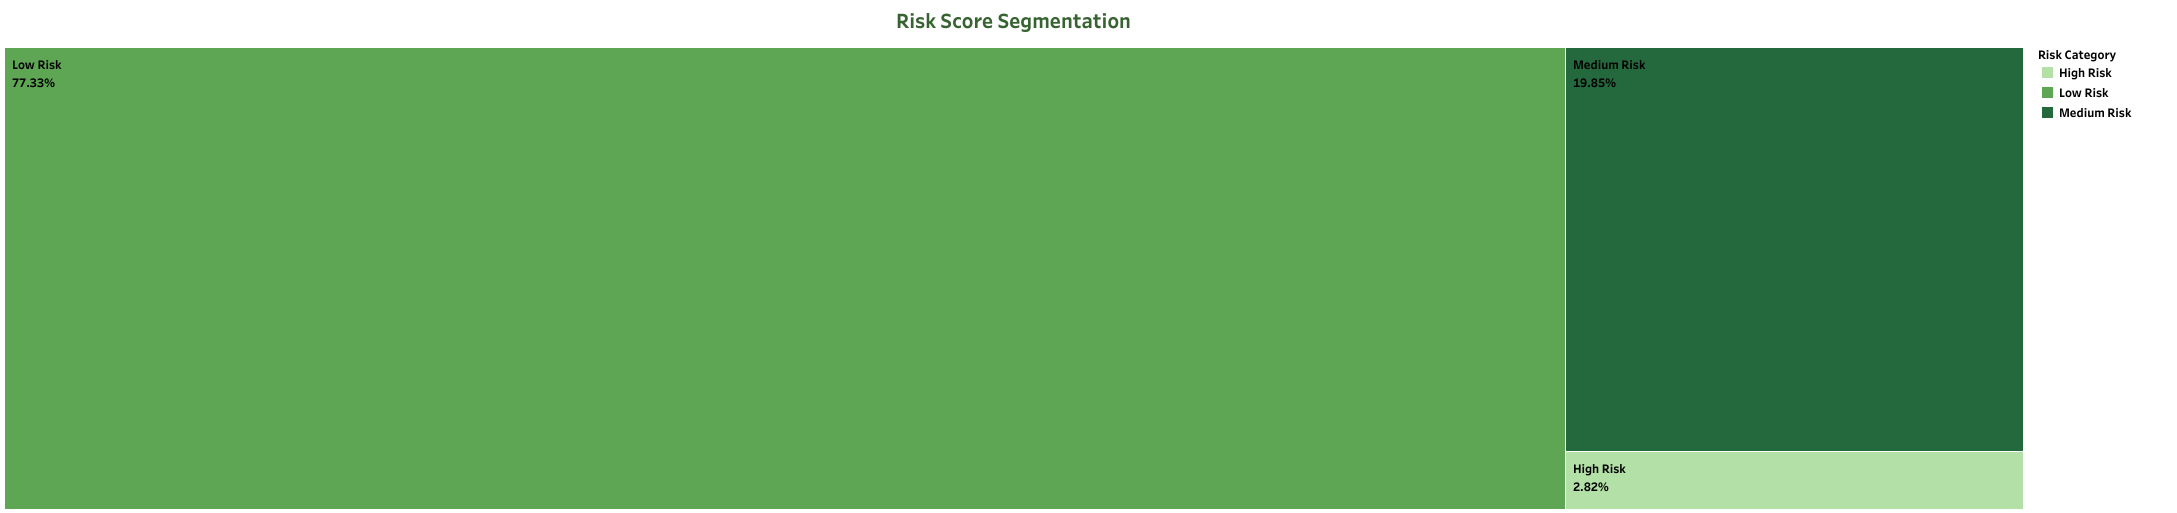 Risk Score Segmentation
Low Risk
77.33%
Medium Risk
19.85%
High Risk
2.82%
Risk Category
High Risk
Low Risk
Medium Risk